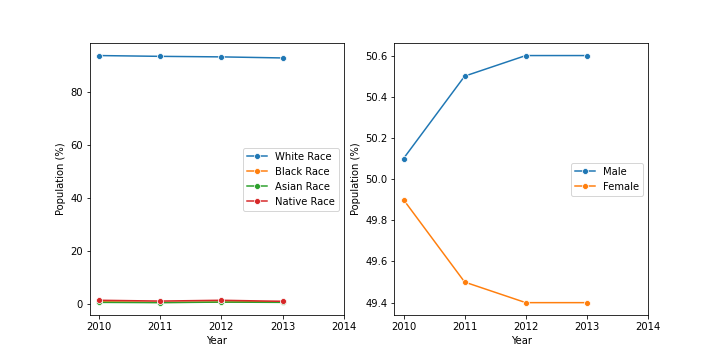 80
60
40
20
0
Population (%)
2010 2011 2012 2013 2014
Year
White Race
Black Race
Asian Race
Native Race
50.6
50.4
50.2
50.0
49.8
49.6
49.4
Population (%)
2010 2011 2012 2013 2014
Year
Male
Female